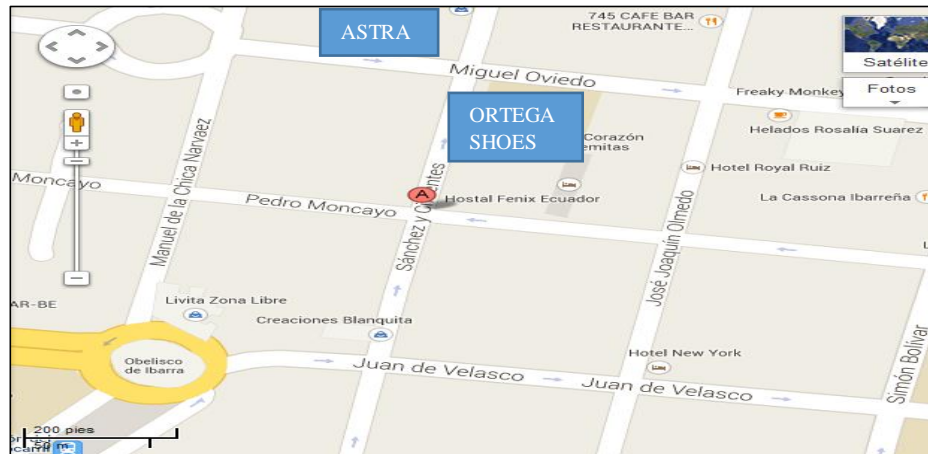 ASTRA
745 CAFE BAR
RESTAURANTE...
Satélite
Fotos
Miguel Oviedo
Freaky Monkey
ORTEGA
SHOES
Corazón
emitas
Helados Rosalía Suarez
Hotel Royal Ruiz
Manuel de la Chica Narvaez
Moncayo
Pedro Moncayo
A
Sánchez y
Hostal Fenix Ecuador
La Cassona Ibarreña
José Joaquín Olmedo
AR-BE
Livita Zona Libre
Creaciones Blanquita
Obelisco
de Ibarra
Juan de Velasco
Hotel New York
Juan de Velasco
Simón Bolívar
200 pies
50 m